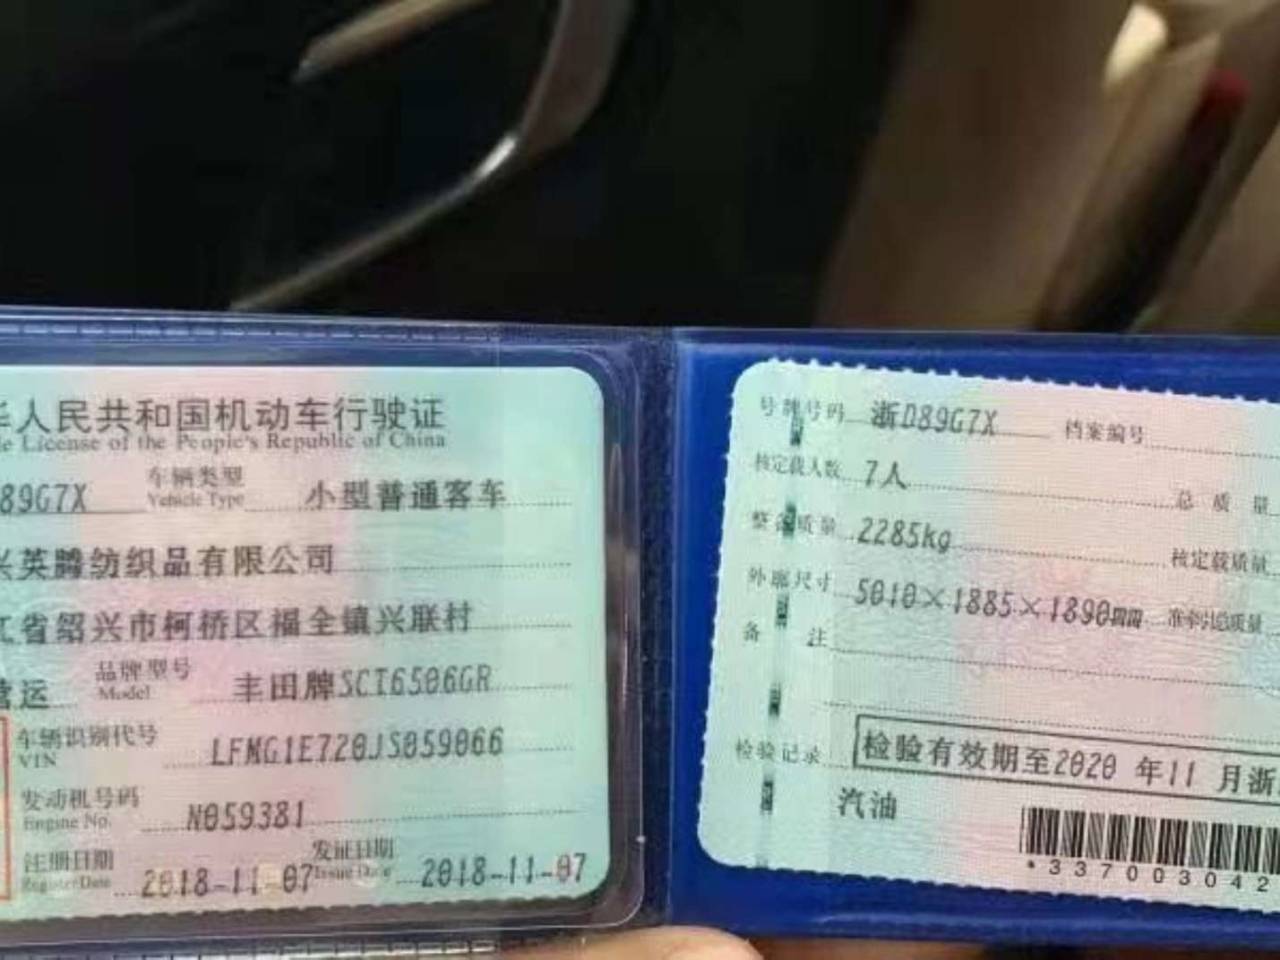 人民共和国机动车行驶证
License of the People's Republic of China
89G7X 车辆类型 小型普通客车
Vehicle Type
英腾纺织品有限公司
省绍兴市柯桥区福全镇兴联村
营运 品牌型号 丰田牌SCT6506GR
Model
车辆识别代号 LFMG1E720JS059066
VIN
发动机号码 N059381
Engine No.
注册日期 2018-11-07 发证日期 2018-11-07
Register Date Issue Date
号牌号码 浙D89G7X 档案编号
核定载人数 7人 总质量
整备质量 2285kg 核定载质量
外廓尺寸 5010×1885×1890mm 准牵引总质量
备注
检验记录 检验有效期至2020年11月浙
汽油
*337003042